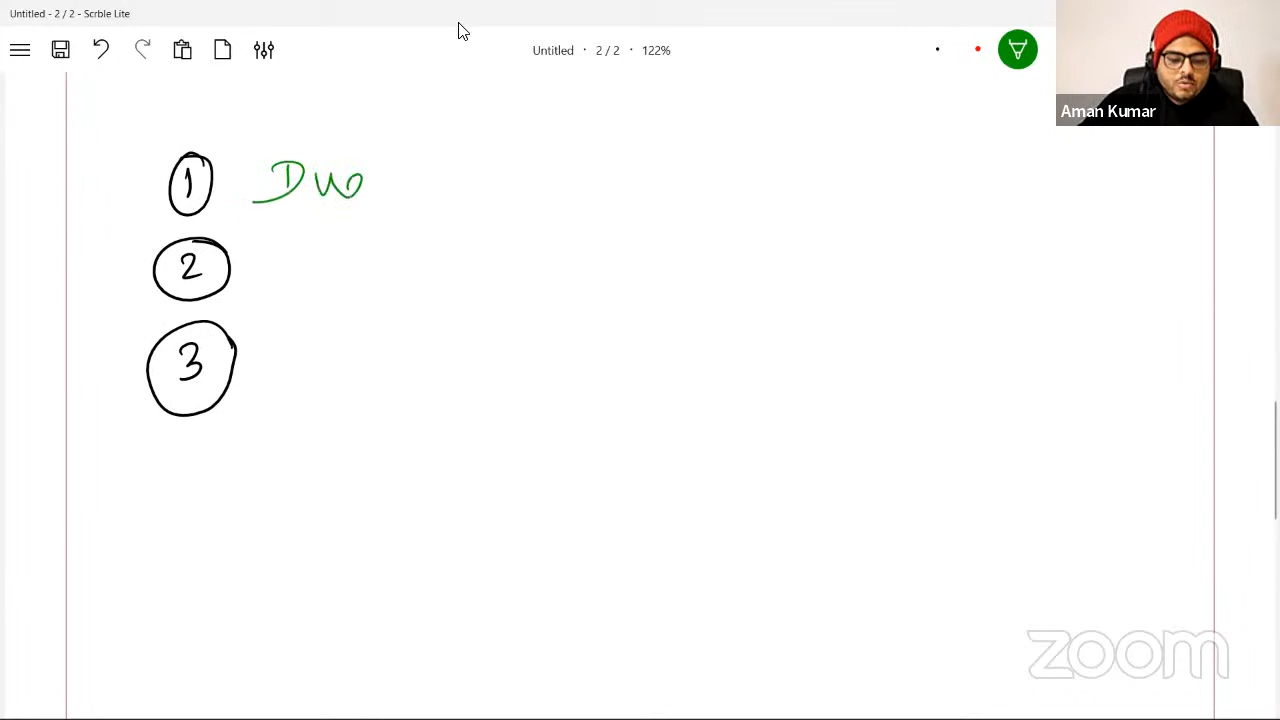 Untitled - 2 / 2 - Scrble Lite
Untitled · 2 / 2 · 122%
Aman Kumar
1 Duo
2
3
zoom